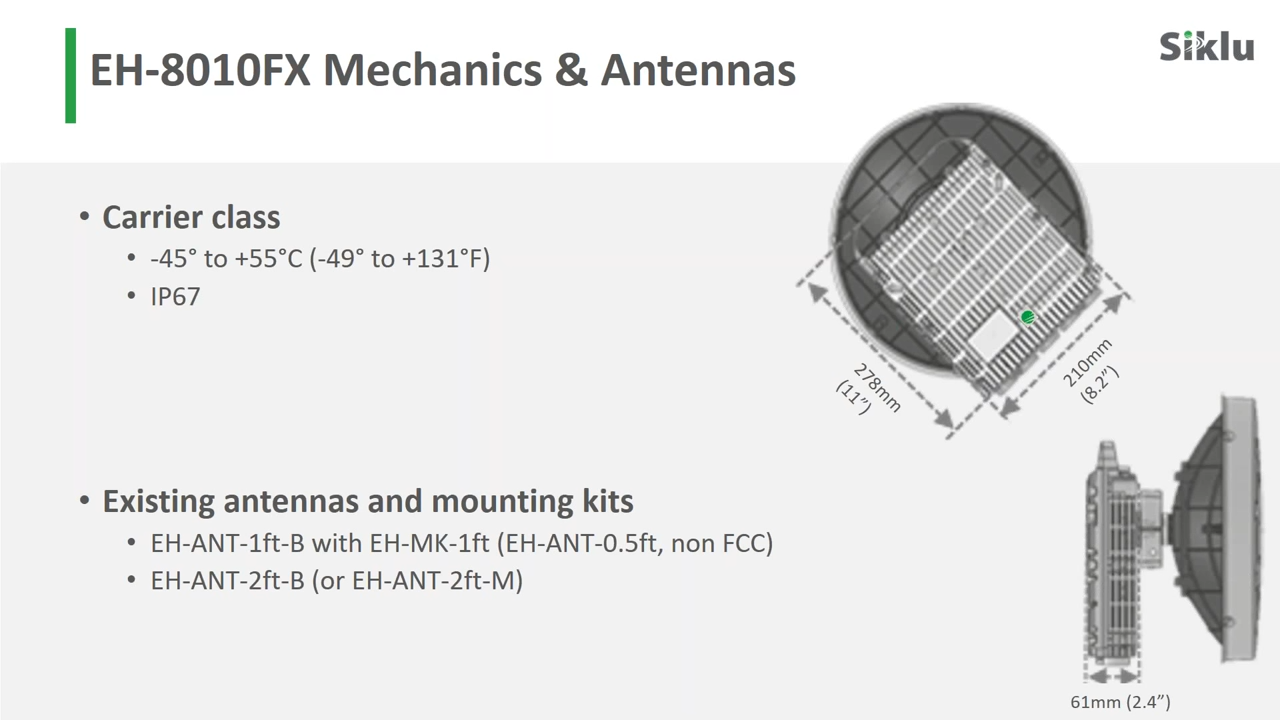 EH-8010FX Mechanics & Antennas
Siklu
• Carrier class
• -45° to +55°C (-49° to +131°F)
• IP67
278mm
(11”)
210mm
(8.2”)
• Existing antennas and mounting kits
• EH-ANT-1ft-B with EH-MK-1ft (EH-ANT-0.5ft, non FCC)
• EH-ANT-2ft-B (or EH-ANT-2ft-M)
61mm (2.4”)